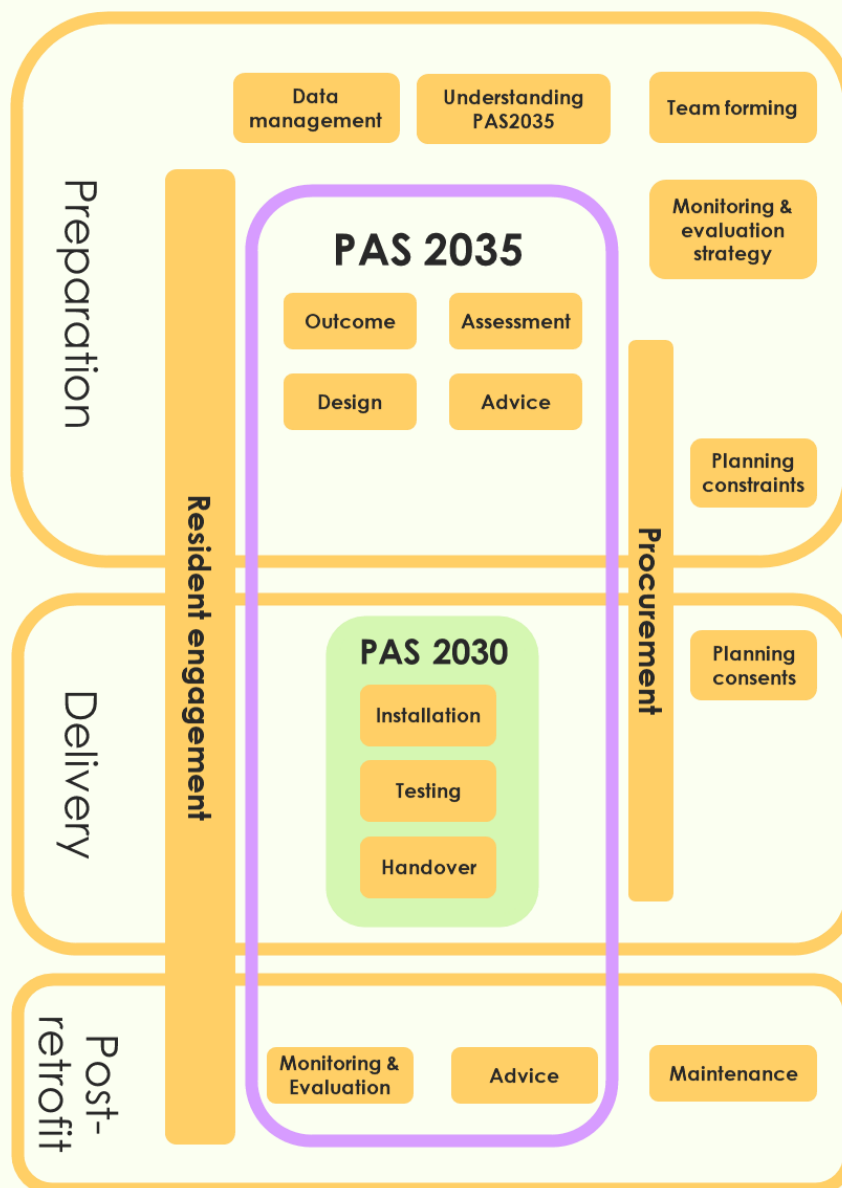 Preparation
Data
management
Understanding
PAS2035
Team forming
Monitoring &
evaluation
strategy
PAS 2035
Outcome
Assessment
Design
Advice
Planning
constraints
Resident engagement
Procurement
Delivery
PAS 2030
Installation
Testing
Handover
Planning
consents
Post-
retrofit
Monitoring &
Evaluation
Advice
Maintenance